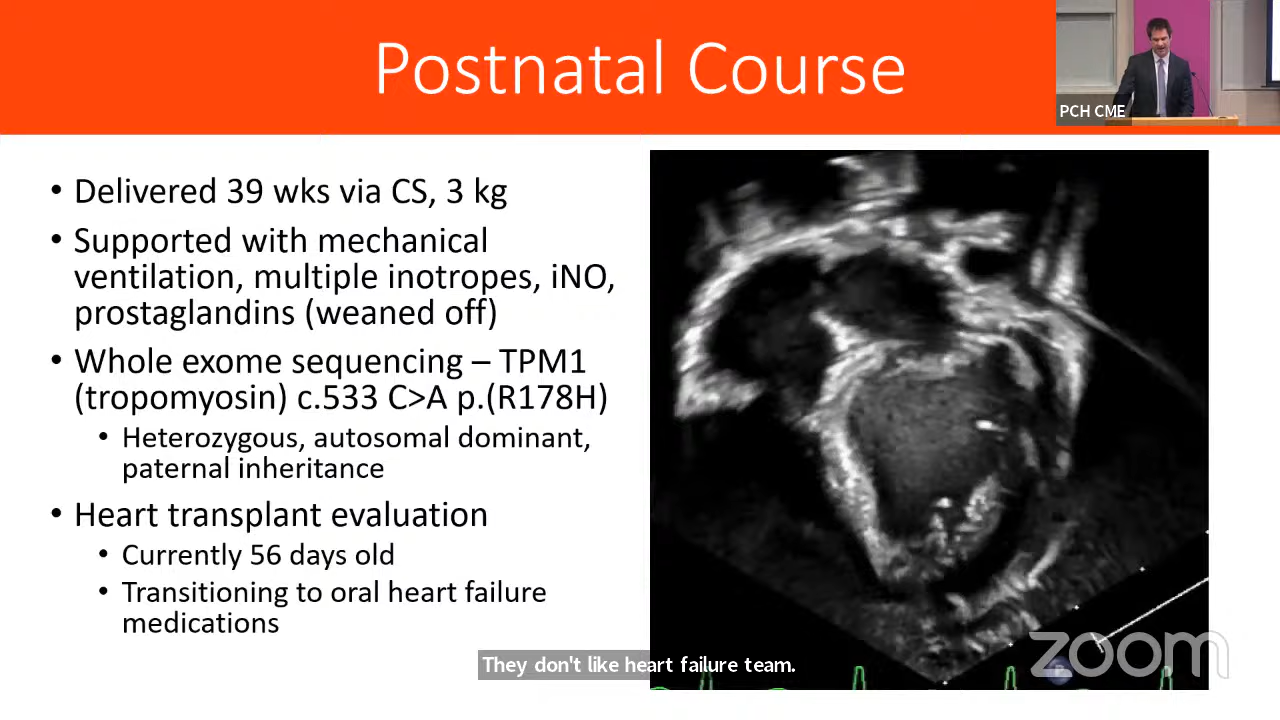 Postnatal Course
PCH CME
• Delivered 39 wks via CS, 3 kg
• Supported with mechanical
ventilation, multiple inotropes, iNO,
prostaglandins (weaned off)
• Whole exome sequencing – TPM1
(tropomyosin) c.533 C>A p.(R178H)
• Heterozygous, autosomal dominant,
paternal inheritance
• Heart transplant evaluation
• Currently 56 days old
• Transitioning to oral heart failure
medications
They don't like heart failure team.
zoom